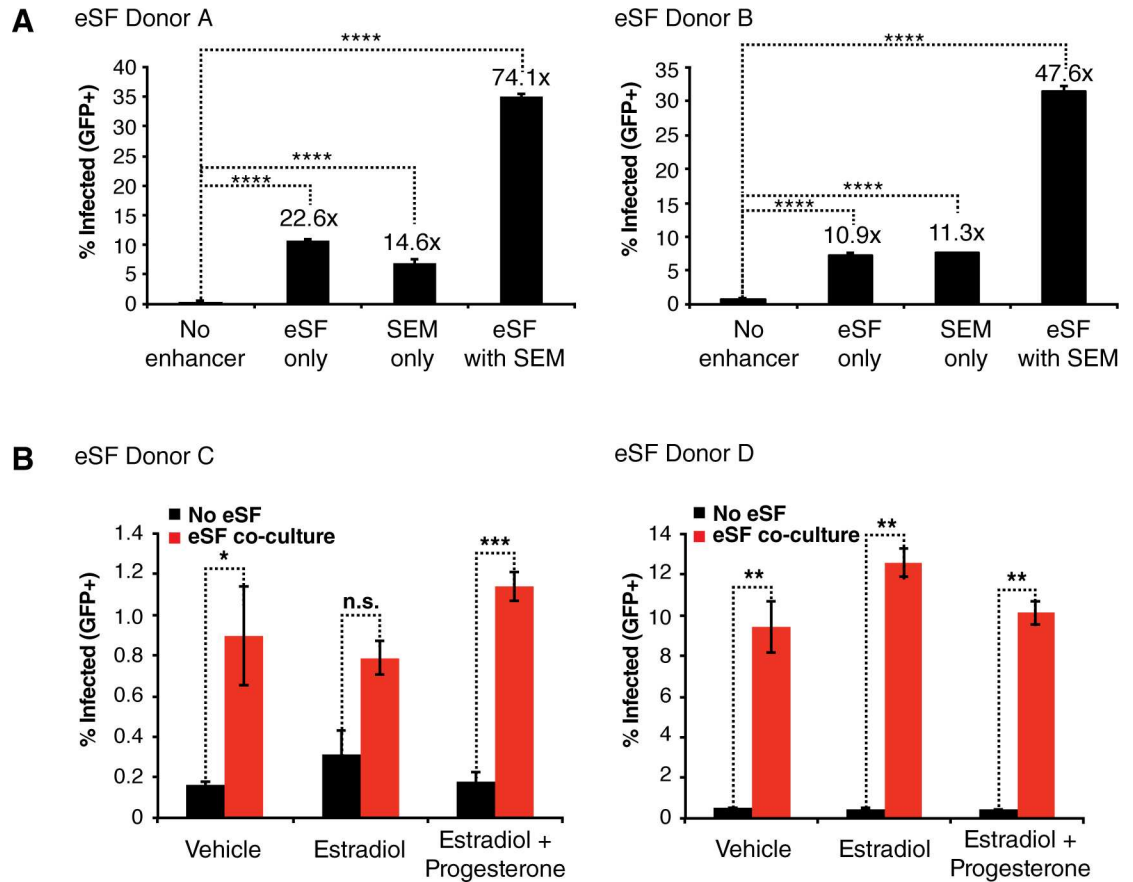 A
eSF Donor A
% Infected (GFP+)
40
35
30
25
20
15
10
5
0
****
****
****
22.6x
14.6x
74.1x
No enhancer
eSF only
SEM only
eSF with SEM
eSF Donor B
% Infected (GFP+)
35
30
25
20
15
10
5
0
****
****
****
10.9x
11.3x
47.6x
No enhancer
eSF only
SEM only
eSF with SEM
B
eSF Donor C
No eSF
eSF co-culture
% Infected (GFP+)
1.4
1.2
1.0
0.8
0.6
0.4
0.2
0
*
n.s.
***
Vehicle
Estradiol
Estradiol + Progesterone
eSF Donor D
No eSF
eSF co-culture
% Infected (GFP+)
14
12
10
8
6
4
2
0
**
**
**
Vehicle
Estradiol
Estradiol + Progesterone